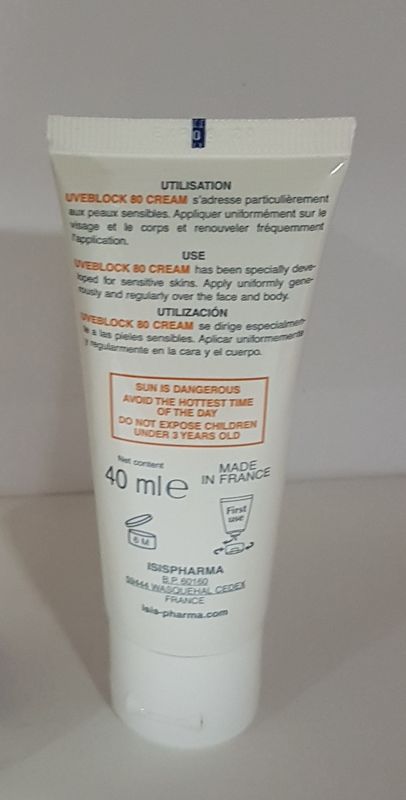 UTILISATION
UVEBLOCK 80 CREAM s'adresse particulièrement
aux peaux sensibles. Appliquer uniformément sur le
visage et le corps et renouveler fréquemment
l'application.
USE
UVEBLOCK 80 CREAM has been specially deve-
loped for sensitive skins. Apply uniformly gene-
rously and regularly over the face and body.
UTILIZACIÓN
UVEBLOCK 80 CREAM se dirige especialmen-
te a las pieles sensibles. Aplicar uniformemente
y regularmente en la cara y el cuerpo.
SUN IS DANGEROUS
AVOID THE HOTTEST TIME
OF THE DAY
DO NOT EXPOSE CHILDREN
UNDER 3 YEARS OLD
Net content
40 ml e
MADE
IN FRANCE
First
use
6 M
ISISPHARMA
B.P. 60160
WASQUEHAL CEDEX
FRANCE
isis-pharma.com